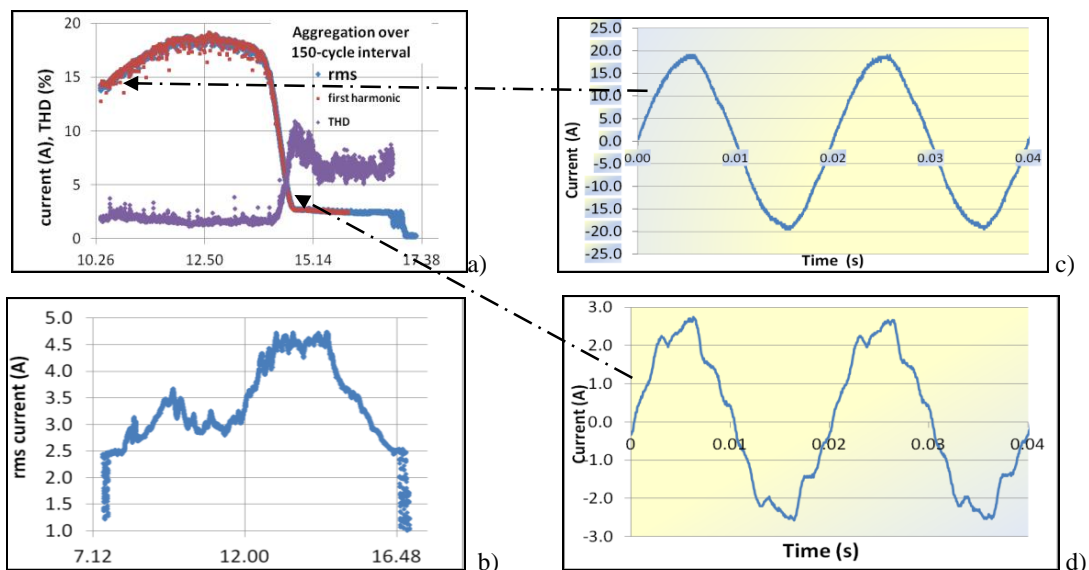 20
15
10
5
0
current (A), THD (%)
Aggregation over
150-cycle interval
rms
first harmonic
THD
10.26 12.50 15.14 17.38
a)
25.0
20.0
15.0
10.0
5.0
0.0
-5.0
-10.0
-15.0
-20.0
-25.0
Current (A)
0.00 0.01 0.02 0.03 0.04
Time (s)
c)
5.0
4.5
4.0
3.5
3.0
2.5
2.0
1.5
1.0
rms current (A)
7.12 12.00 16.48
b)
3.0
2.0
1.0
0.0
-1.0
-2.0
-3.0
Current (A)
0 0.01 0.02 0.03 0.04
Time (s)
d)